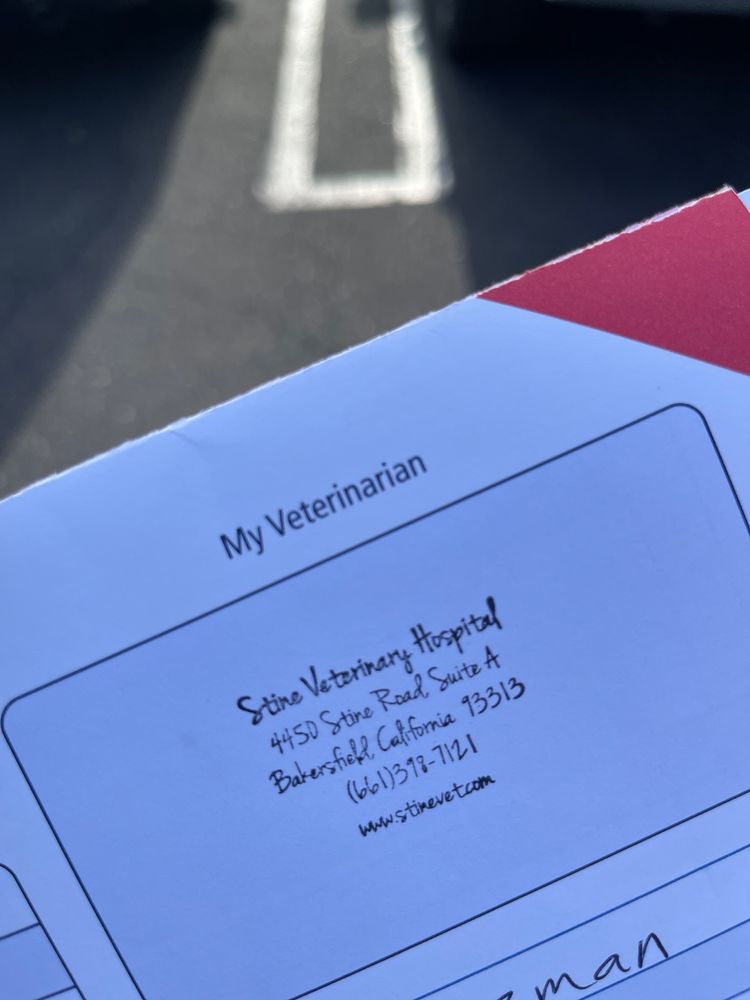 My Veterinarian
Stine Veterinary Hospital
4450 Stine Road, Suite A
Bakersfield, California 93313
(661)398-7121
www.stinevet.com